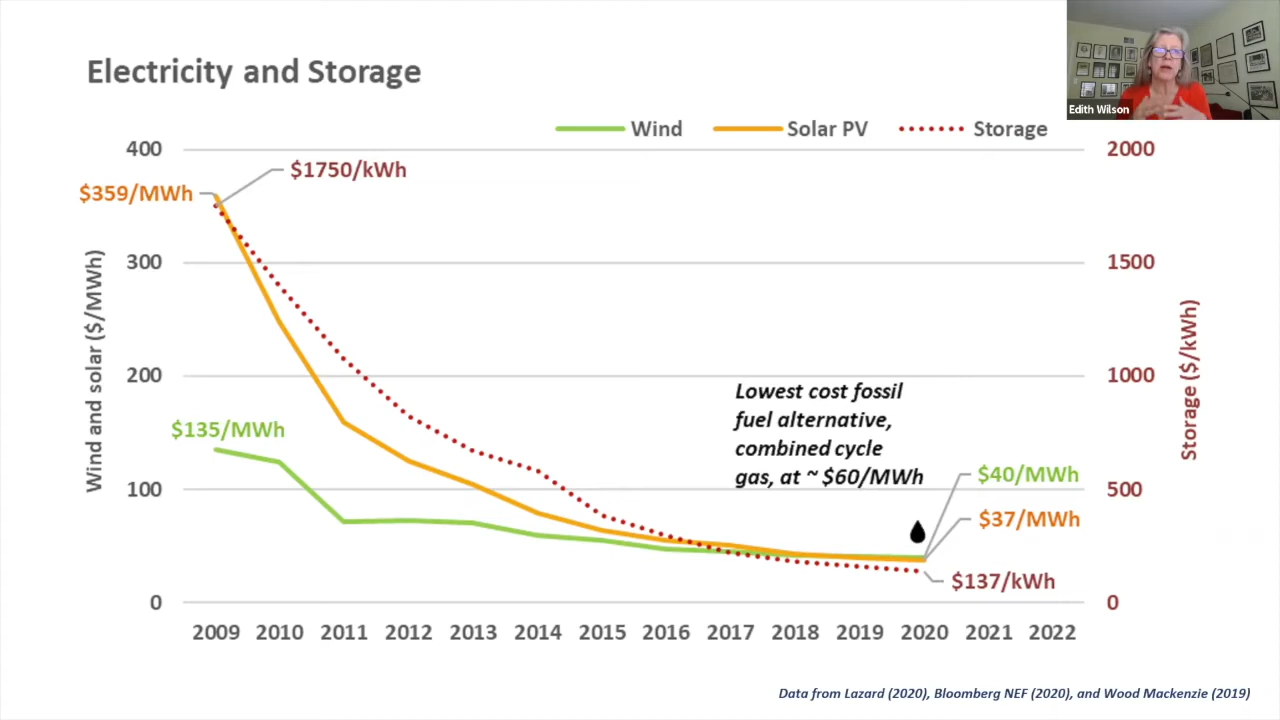 Electricity and Storage
Edith Wilson
Wind
Solar PV
Storage
400
300
200
100
0
Wind and solar ($/MWh)
2000
1500
1000
500
0
Storage ($/kWh)
$1750/kWh
$359/MWh
$135/MWh
Lowest cost fossil
fuel alternative,
combined cycle
gas, at ~ $60/MWh
$40/MWh
$37/MWh
$137/kWh
2009 2010 2011 2012 2013 2014 2015 2016 2017 2018 2019 2020 2021 2022
Data from Lazard (2020), Bloomberg NEF (2020), and Wood Mackenzie (2019)